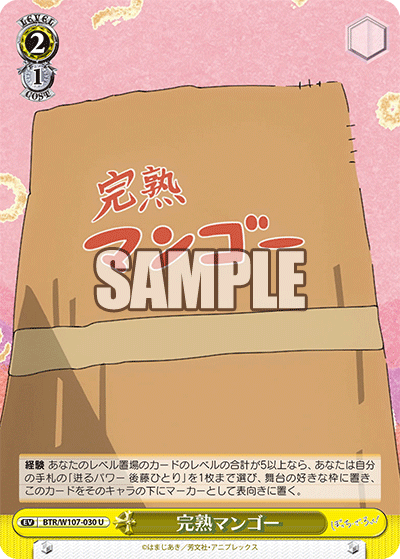 LEVEL
2
1
COST
完熟
マンゴー
SAMPLE
経験 あなたのレベル置場のカードのレベルの合計が5以上なら、あなたは自分
の手札の「迸るパワー 後藤ひとり」を1枚まで選び、舞台の好きな枠に置き、
このカードをそのキャラの下にマーカーとして表向きに置く。
EV BTR/W107-030 U
完熟マンゴー
ぼっち・ざ・ろっく!
©はまじあき/芳文社・アニプレックス